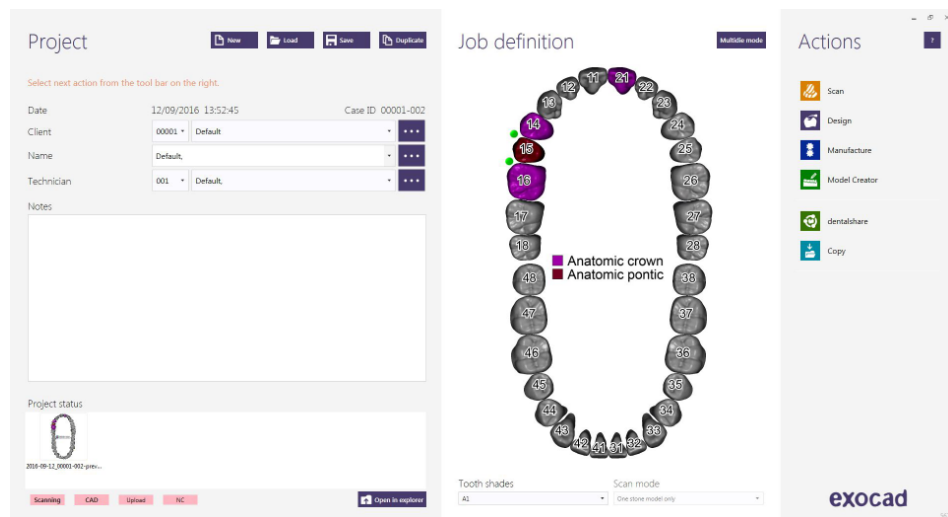 Project
New
Load
Save
Duplicate
Select next action from the tool bar on the right.
Date 12/09/2016 13:52:45 Case ID 00001-002
Client 00001 Default
Name Default,
Technician 001 Default,
Notes
Project status
2016-09-12_00001-002-prev...
Scanning CAD Upload NC
Open in explorer
Job definition
Multidie mode
11 21
12 22
13 23
14 24
15 25
16 26
17 27
18 28
Anatomic crown
Anatomic pontic
48 38
47 37
46 36
45 35
44 34
43 33
42 41 31 32
Tooth shades Scan mode
A1 One stone model only
Actions
?
Scan
Design
Manufacture
Model Creator
dentalshare
Copy
exocad